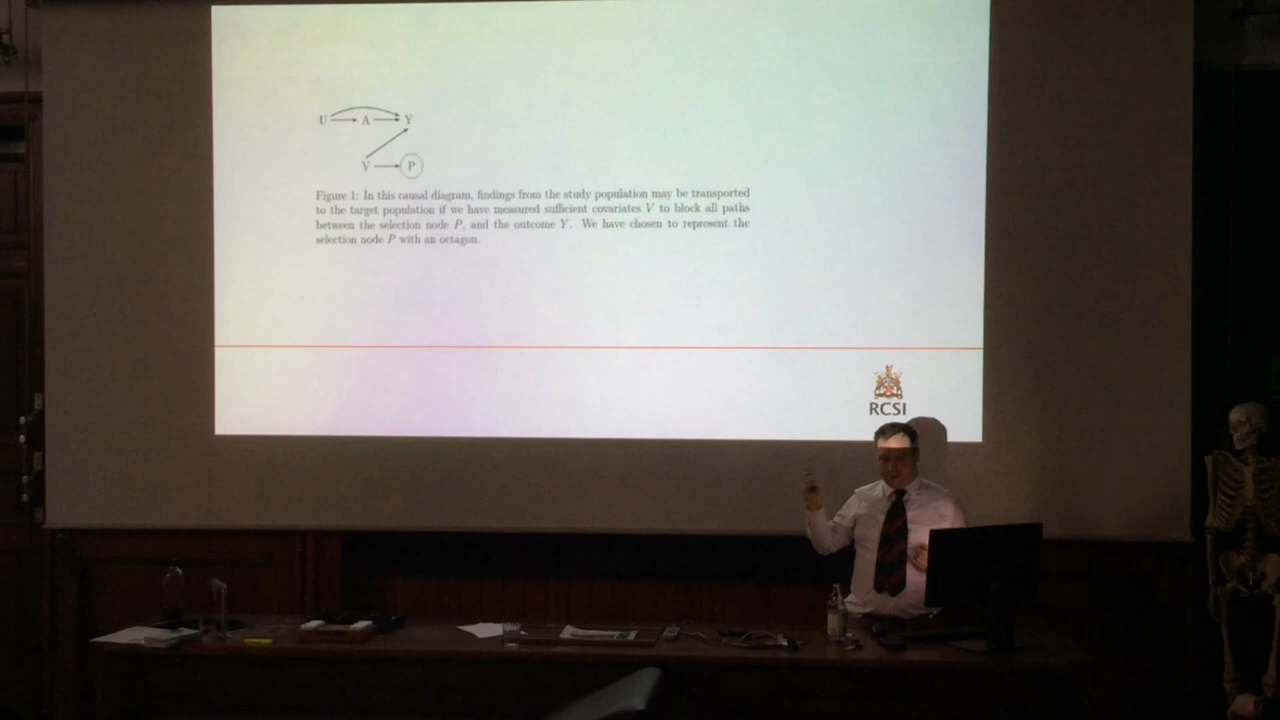 U A Y
V P
Figure 1: In this causal diagram, findings from the study population may be transported
to the target population if we have measured sufficient covariates V to block all paths
between the selection node P, and the outcome Y. We have chosen to represent the
selection node P with an octagon.
RCSI